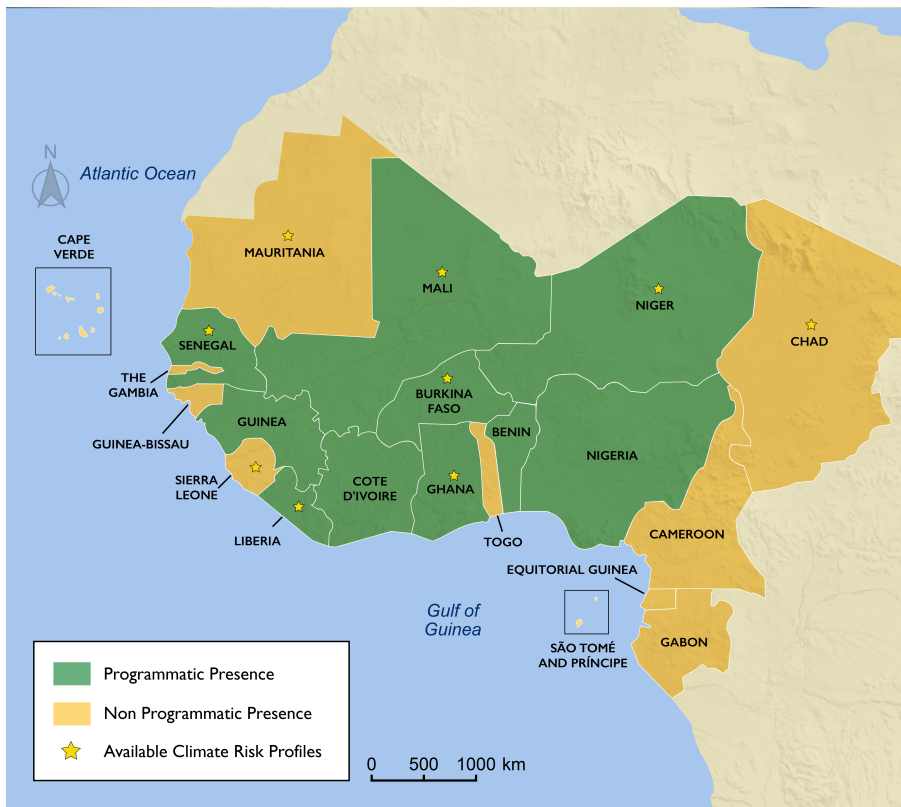 N
Atlantic Ocean
CAPE
VERDE
MAURITANIA
MALI
NIGER
CHAD
SENEGAL
THE
GAMBIA
BURKINA
FASO
GUINEA
BENIN
GUINEA-BISSAU
NIGERIA
SIERRA
LEONE
COTE
D'IVOIRE
GHANA
LIBERIA
TOGO
CAMEROON
EQUITORIAL GUINEA
Gulf of
Guinea
SÃO TOMÉ
AND PRÍNCIPE
GABON
Programmatic Presence
Non Programmatic Presence
Available Climate Risk Profiles
0 500 1000 km